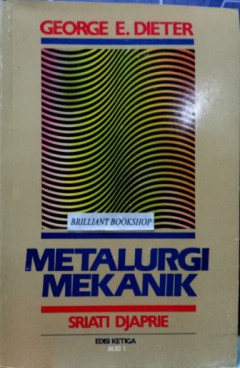 GEORGE E. DIETER
BRILLIANT BOOKSHOP
METALURGI
MEKANIK
SRIATI DJAPRIE
EDISI KETIGA
JILID 1